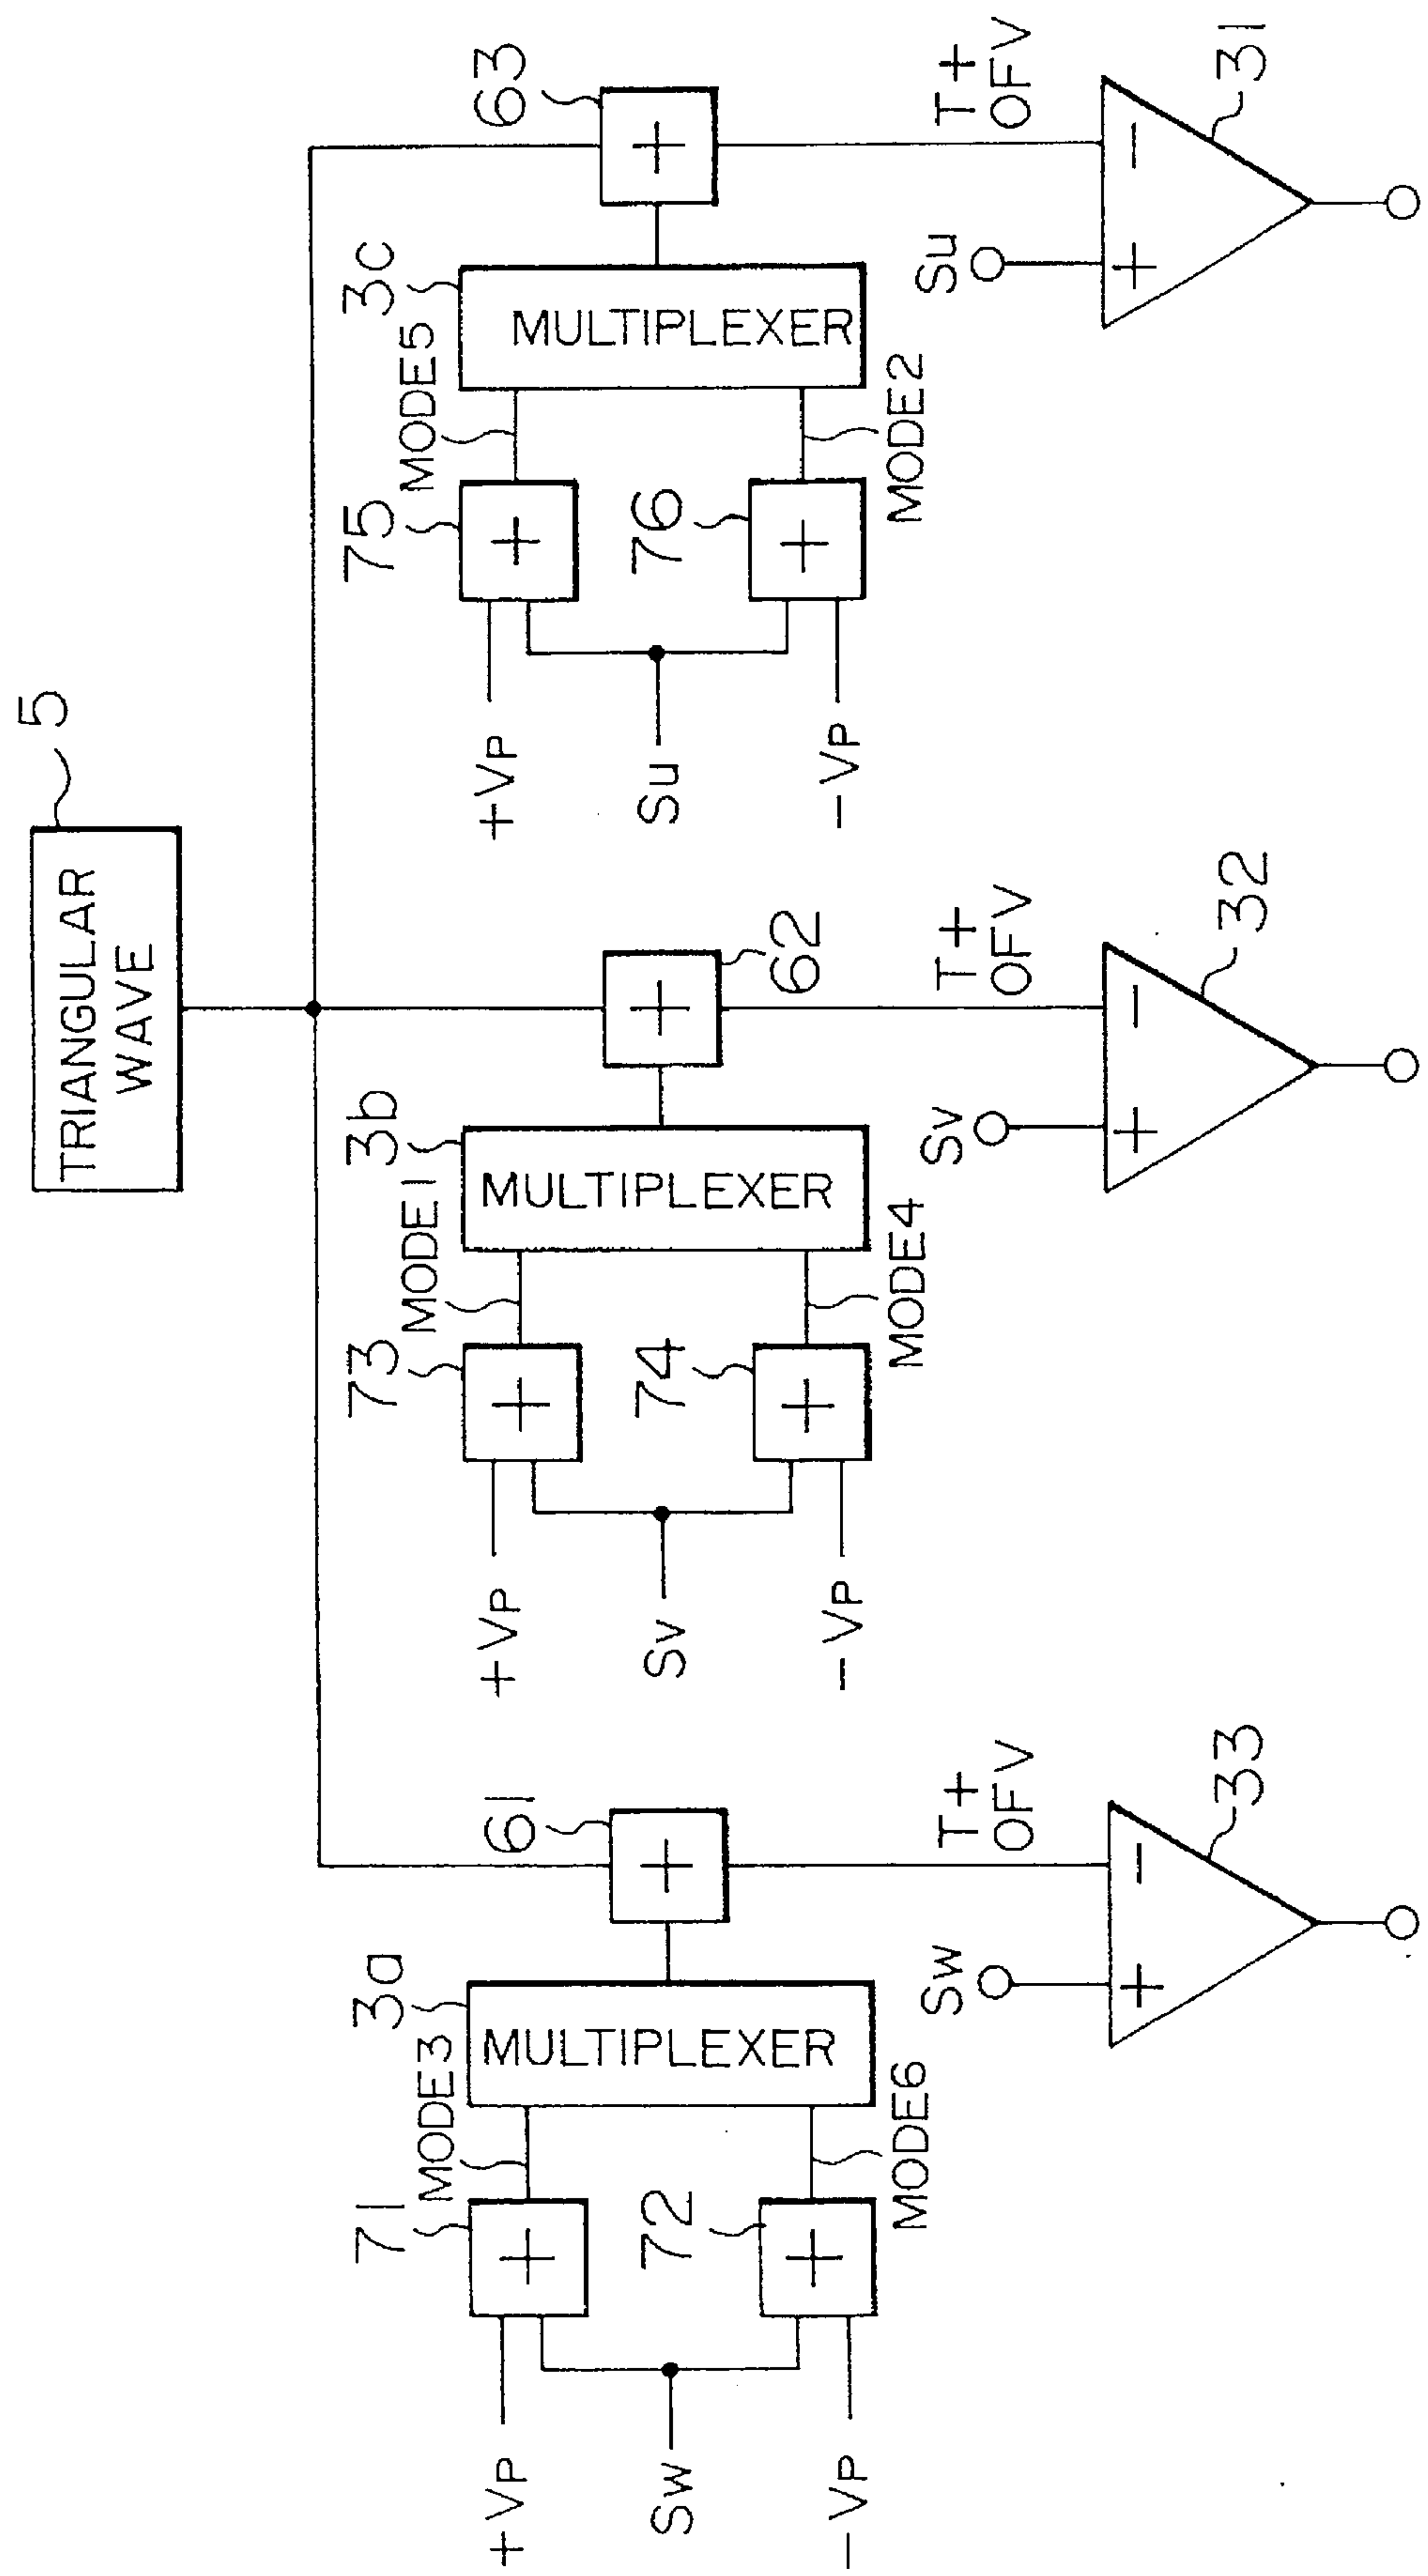 TRIANGULAR
WAVE
5
+VP
Sw
-VP
71
72
+
+
MODE3
MODE6
3a
MULTIPLEXER
61
+
T+
OFV
Sw
+
-
33
+VP
Sv
-VP
73
74
+
+
MODE1
MODE4
3b
MULTIPLEXER
62
+
T+
OFV
Sv
+
-
32
+VP
Su
-VP
75
76
+
+
MODE5
MODE2
3c
MULTIPLEXER
63
+
T+
OFV
Su
+
-
31